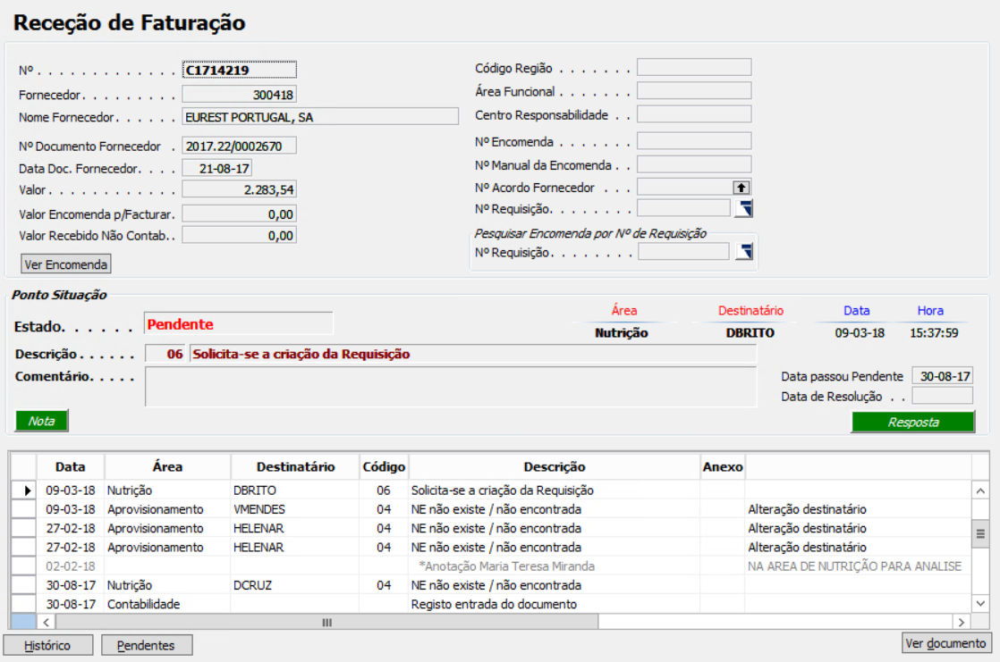 Receção de Faturação
Nº . . . . . . . . . . . . . C1714219
Fornecedor . . . . . . . . . 300418
Nome Fornecedor . . . . . . EUREST PORTUGAL, SA
Nº Documento Fornecedor . 2017.22/0002670
Data Doc. Fornecedor . . . . 21-08-17
Valor . . . . . . . . . . . . 2.283,54
Valor Encomenda p/Facturar . 0,00
Valor Recebido Não Contab. . 0,00
Ver Encomenda
Código Região . . . . . . .
Área Funcional . . . . . . .
Centro Responsabilidade . .
Nº Encomenda . . . . . . .
Nº Manual da Encomenda . .
Nº Acordo Fornecedor . . .
Nº Requisição . . . . . . . .
Pesquisar Encomenda por Nº de Requisição
Nº Requisição . . . . . . . .
Ponto Situação
Estado. . . . . . . Pendente
Descrição . . . . . . 06 Solicita-se a criação da Requisição
Comentário. . . . .
Área Destinatário Data Hora
Nutrição DBRITO 09-03-18 15:37:59
Data passou Pendente 30-08-17
Data de Resolução . .
Nota
Resposta
Data Área Destinatário Código Descrição Anexo
09-03-18 Nutrição DBRITO 06 Solicita-se a criação da Requisição
09-03-18 Aprovisionamento VMENDES 04 NE não existe / não encontrada Alteração destinatário
27-02-18 Aprovisionamento HELENAR 04 NE não existe / não encontrada Alteração destinatário
27-02-18 Aprovisionamento HELENAR 04 NE não existe / não encontrada Alteração destinatário
02-02-18 *Anotação Maria Teresa Miranda NA AREA DE NUTRIÇÃO PARA ANALISE
30-08-17 Nutrição DCRUZ 04 NE não existe / não encontrada
30-08-17 Contabilidade Registo entrada do documento
Histórico Pendentes Ver documento